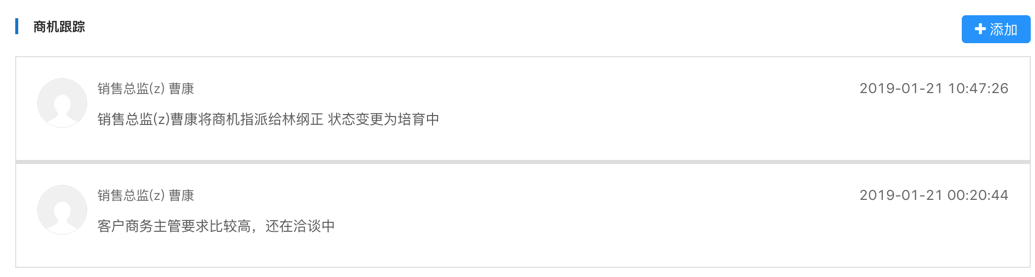 商机跟踪
添加
销售总监(z) 曹康
2019-01-21 10:47:26
销售总监(z)曹康将商机指派给林纲正 状态变更为培育中
销售总监(z) 曹康
2019-01-21 00:20:44
客户商务主管要求比较高，还在洽谈中